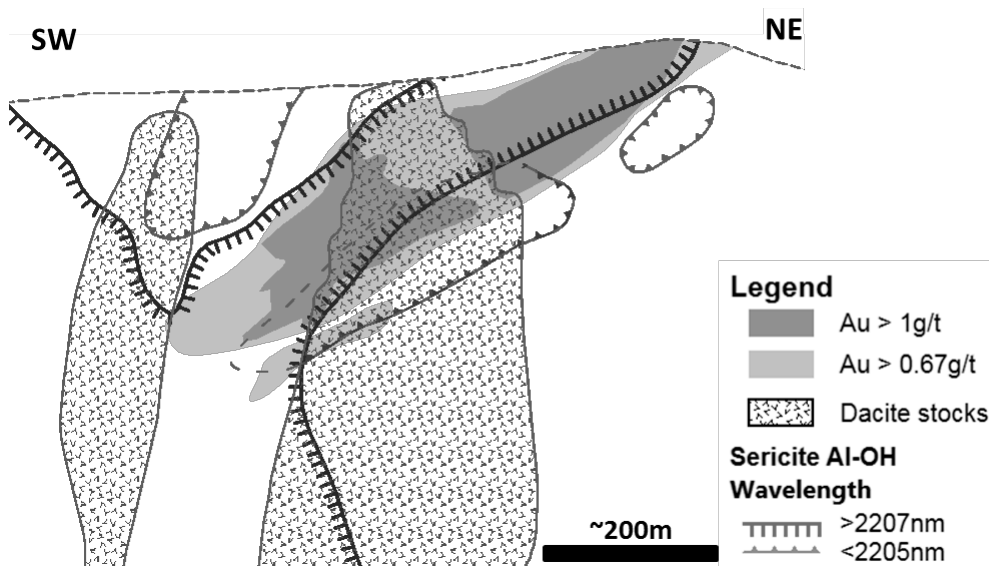 SW
NE
Legend
Au > 1g/t
Au > 0.67g/t
Dacite stocks
Sericite Al-OH
Wavelength
>2207nm
<2205nm
~200m